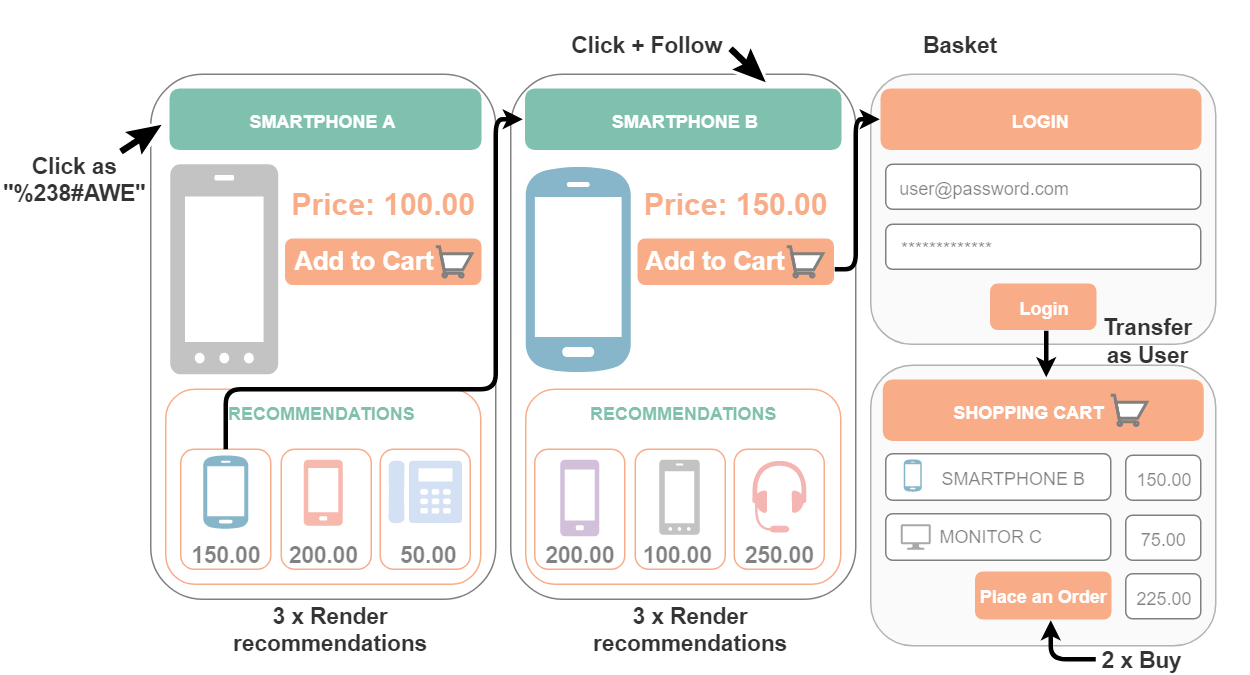 Click + Follow
Basket
Click as
"%238#AWE"
SMARTPHONE A
Price: 100.00
Add to Cart
RECOMMENDATIONS
150.00
200.00
50.00
3 x Render
recommendations
SMARTPHONE B
Price: 150.00
Add to Cart
RECOMMENDATIONS
200.00
100.00
250.00
3 x Render
recommendations
LOGIN
user@password.com
*************
Login
Transfer
as User
SHOPPING CART
SMARTPHONE B
150.00
MONITOR C
75.00
Place an Order
225.00
2 x Buy